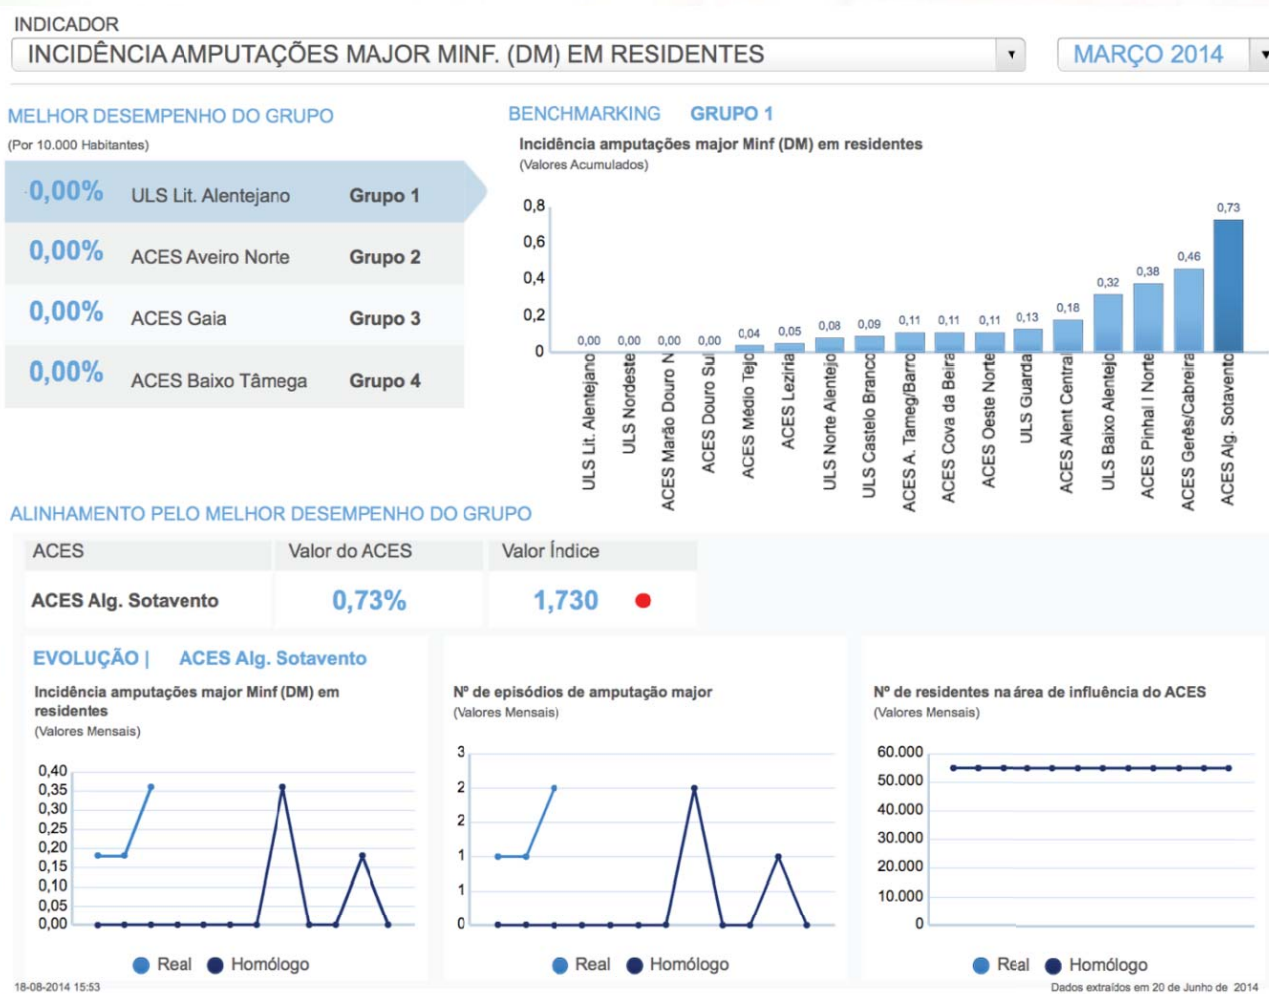 INDICADOR
INCIDÊNCIA AMPUTAÇÕES MAJOR MINF. (DM) EM RESIDENTES
MARÇO 2014
MELHOR DESEMPENHO DO GRUPO
(Por 10.000 Habitantes)
0,00% ULS Lit. Alentejano Grupo 1
0,00% ACES Aveiro Norte Grupo 2
0,00% ACES Gaia Grupo 3
0,00% ACES Baixo Tâmega Grupo 4
BENCHMARKING GRUPO 1
Incidência amputações major Minf (DM) em residentes
(Valores Acumulados)
0,8
0,6
0,4
0,2
0
0,00
0,00
0,00
0,00
0,04
0,05
0,08
0,09
0,11
0,11
0,11
0,13
0,18
0,32
0,38
0,46
0,73
ULS Lit. Alentejano
ULS Nordeste
ACES Marão Douro N
ACES Douro Sul
ACES Médio Tejo
ACES Leziria
ULS Norte Alentejo
ULS Castelo Branco
ACES A. Tameg/Barro
ACES Cova da Beira
ACES Oeste Norte
ULS Guarda
ACES Alent Central
ULS Baixo Alentejo
ACES Pinhal I Norte
ACES Gerês/Cabreira
ACES Alg. Sotavento
ALINHAMENTO PELO MELHOR DESEMPENHO DO GRUPO
ACES Valor do ACES Valor Índice
ACES Alg. Sotavento 0,73% 1,730
EVOLUÇÃO | ACES Alg. Sotavento
Incidência amputações major Minf (DM) em
residentes
(Valores Mensais)
0,40
0,35
0,30
0,25
0,20
0,15
0,10
0,05
0,00
Real Homólogo
Nº de episódios de amputação major
(Valores Mensais)
3
2
2
1
1
0
Real Homólogo
Nº de residentes na área de influência do ACES
(Valores Mensais)
60.000
50.000
40.000
30.000
20.000
10.000
0
Real Homólogo
18-08-2014 15:53
Dados extraídos em 20 de Junho de 2014